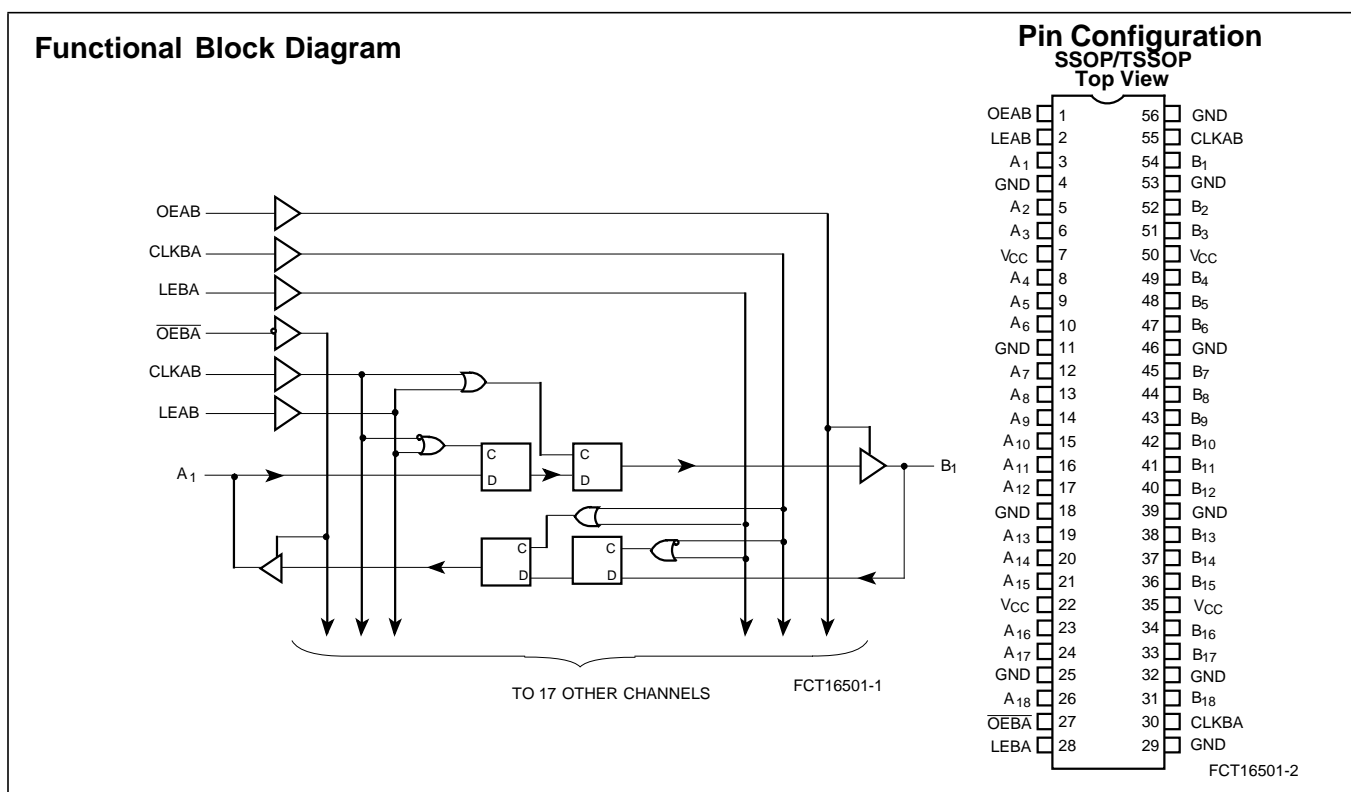 Functional Block Diagram
OEAB
CLKBA
LEBA
OEBA
CLKAB
LEAB
A1
C
D
C
D
B1
C
D
C
D
TO 17 OTHER CHANNELS
FCT16501-1
Pin Configuration
SSOP/TSSOP
Top View
OEAB 1 56 GND
LEAB 2 55 CLKAB
A1 3 54 B1
GND 4 53 GND
A2 5 52 B2
A3 6 51 B3
VCC 7 50 VCC
A4 8 49 B4
A5 9 48 B5
A6 10 47 B6
GND 11 46 GND
A7 12 45 B7
A8 13 44 B8
A9 14 43 B9
A10 15 42 B10
A11 16 41 B11
A12 17 40 B12
GND 18 39 GND
A13 19 38 B13
A14 20 37 B14
A15 21 36 B15
VCC 22 35 VCC
A16 23 34 B16
A17 24 33 B17
GND 25 32 GND
A18 26 31 B18
OEBA 27 30 CLKBA
LEBA 28 29 GND
FCT16501-2